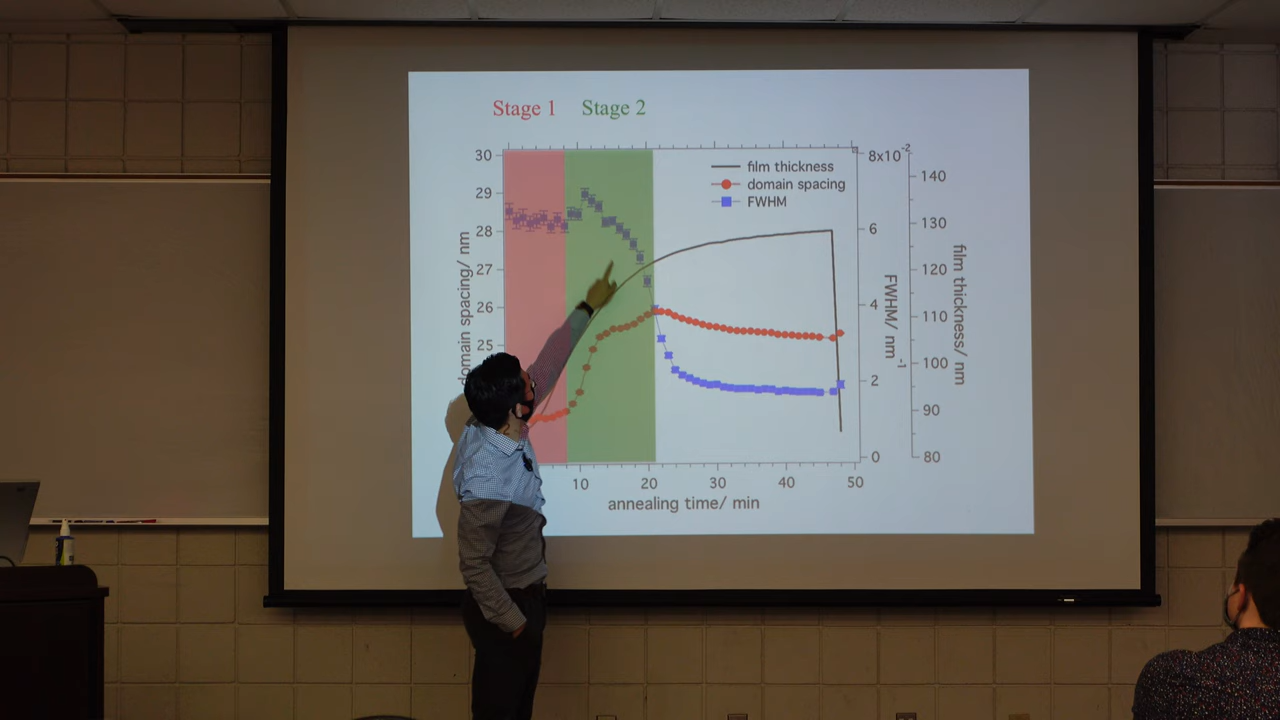 Stage 1 Stage 2
30
29
28
27
26
25
domain spacing/ nm
film thickness
domain spacing
FWHM
8x10-2
6
4
2
0
FWHM/ nm-1
140
130
120
110
100
90
80
film thickness/ nm
10 20 30 40 50
annealing time/ min